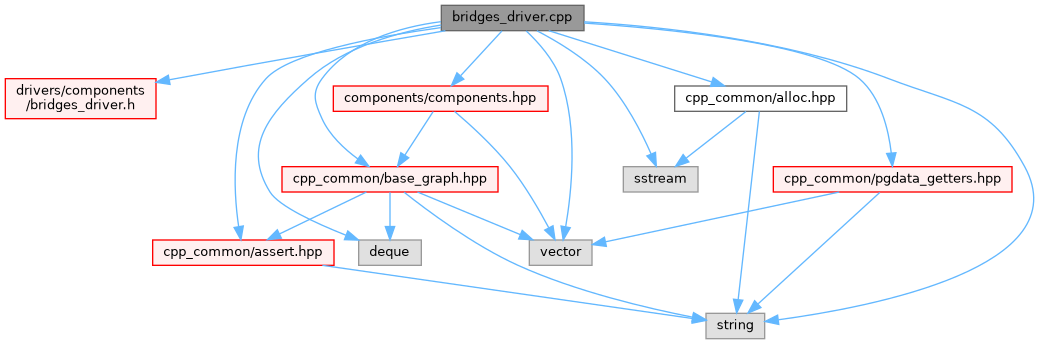 bridges_driver.cpp
drivers/components
/bridges_driver.h
components/components.hpp
cpp_common/alloc.hpp
cpp_common/base_graph.hpp
sstream
cpp_common/pgdata_getters.hpp
cpp_common/assert.hpp
deque
vector
string